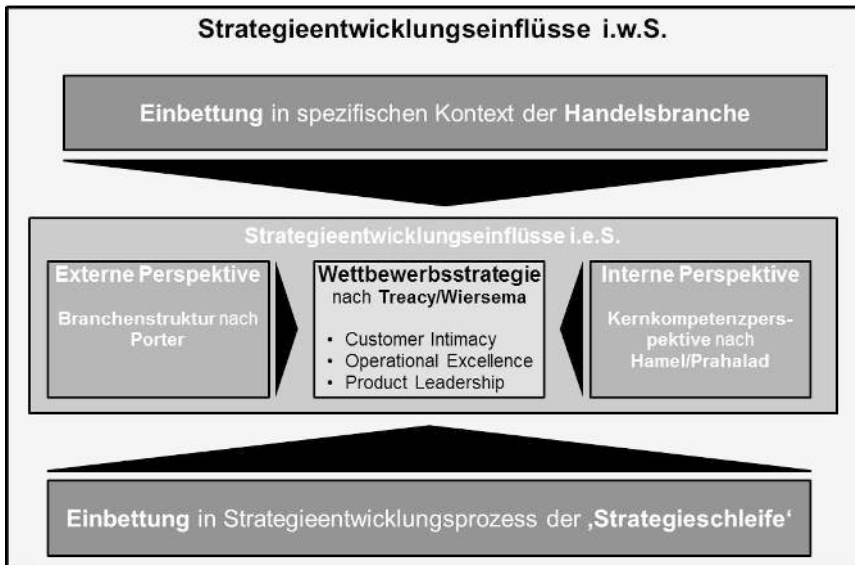 Strategieentwicklungseinflüsse i.w.S.
Einbettung in spezifischen Kontext der Handelsbranche
Strategieentwicklungseinflüsse i.e.S.
Externe Perspektive
Branchenstruktur nach
Porter
Wettbewerbsstrategie
nach Treacy/Wiersema
• Customer Intimacy
• Operational Excellence
• Product Leadership
Interne Perspektive
Kernkompetenzpers-
pektive nach
Hamel/Prahalad
Einbettung in Strategieentwicklungsprozess der ‚Strategieschleife‘